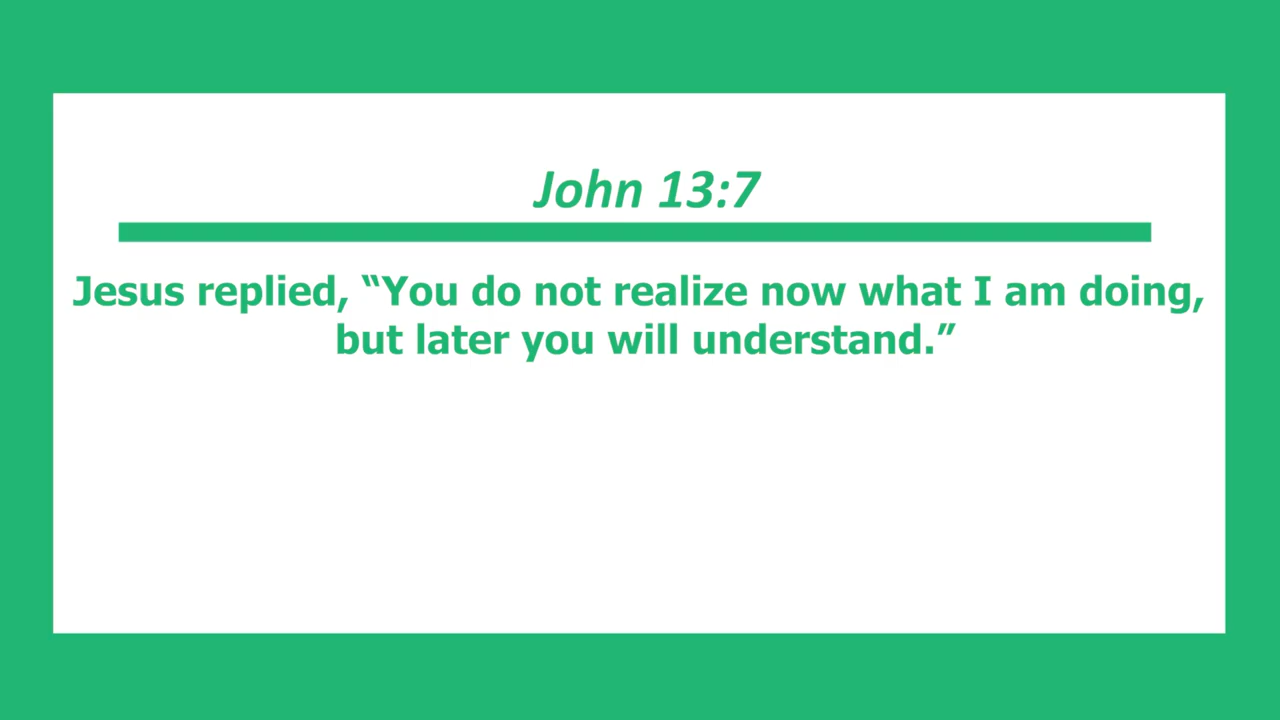 John 13:7
Jesus replied, “You do not realize now what I am doing,
but later you will understand.”